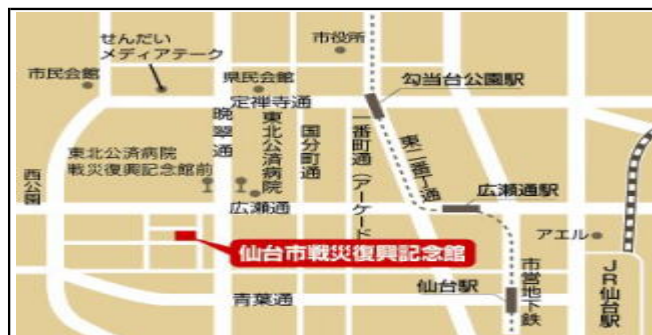 せんだい
メディアテーク
市役所
市民会館
県民会館
勾当台公園駅
定禅寺通
晩翠通
東北公済病院
国分町通
一番町通(アーケード)
東二番丁通
西公園
東北公済病院
戦災復興記念館前
広瀬通
広瀬通駅
アエル
仙台市戦災復興記念館
青葉通
仙台駅
市営地下鉄
JR仙台駅